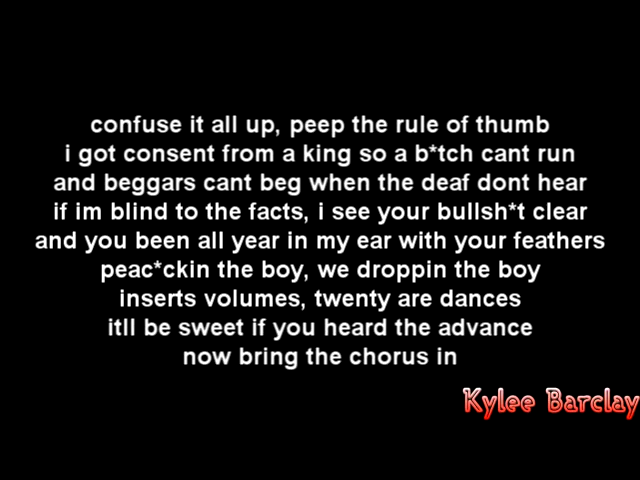 confuse it all up, peep the rule of thumb
i got consent from a king so a b*tch cant run
and beggars cant beg when the deaf dont hear
if im blind to the facts, i see your bullsh*t clear
and you been all year in my ear with your feathers
peac*ckin the boy, we droppin the boy
inserts volumes, twenty are dances
itll be sweet if you heard the advance
now bring the chorus in
Kylee Barclay